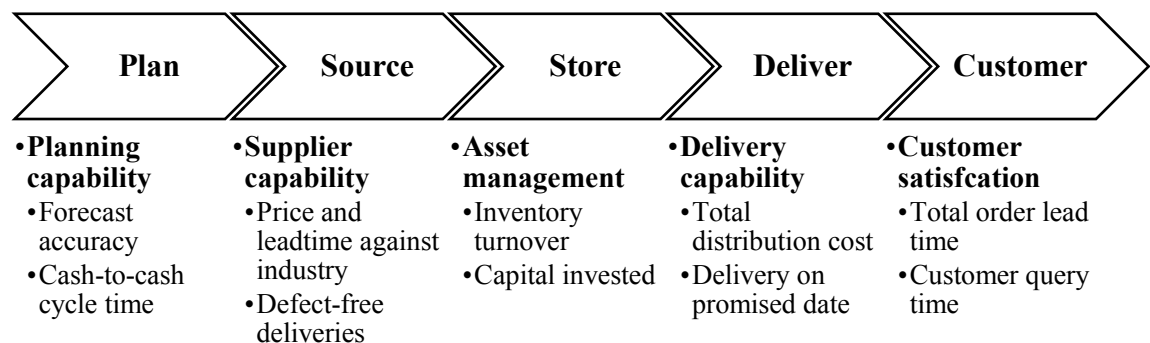 Plan
Source
Store
Deliver
Customer
•Planning
capability
•Forecast
accuracy
•Cash-to-cash
cycle time
•Supplier
capability
•Price and
leadtime against
industry
•Defect-free
deliveries
•Asset
management
•Inventory
turnover
•Capital invested
•Delivery
capability
•Total
distribution cost
•Delivery on
promised date
•Customer
satisfcation
•Total order lead
time
•Customer query
time